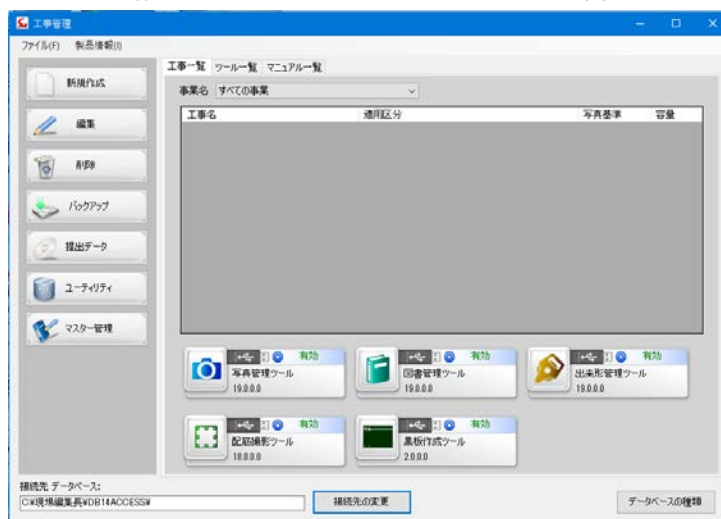 工事管理
ファイル(F) 製品情報(I)
新規作成
編集
削除
バックアップ
提出データ
ユーティリティ
マスター管理
工事一覧 ツール一覧 マニュアル一覧
事業名 すべての事業
工事名 適用区分 写真基準 容量
有効
写真管理ツール
19.0.0.0
有効
図書管理ツール
19.0.0.0
有効
出来形管理ツール
19.0.0.0
有効
配筋撮影ツール
18.0.0.0
有効
黒板作成ツール
2.0.0.0
接続先 データベース:
C:¥現場編集長¥DB14ACCESS¥
接続先の変更
データベースの種類